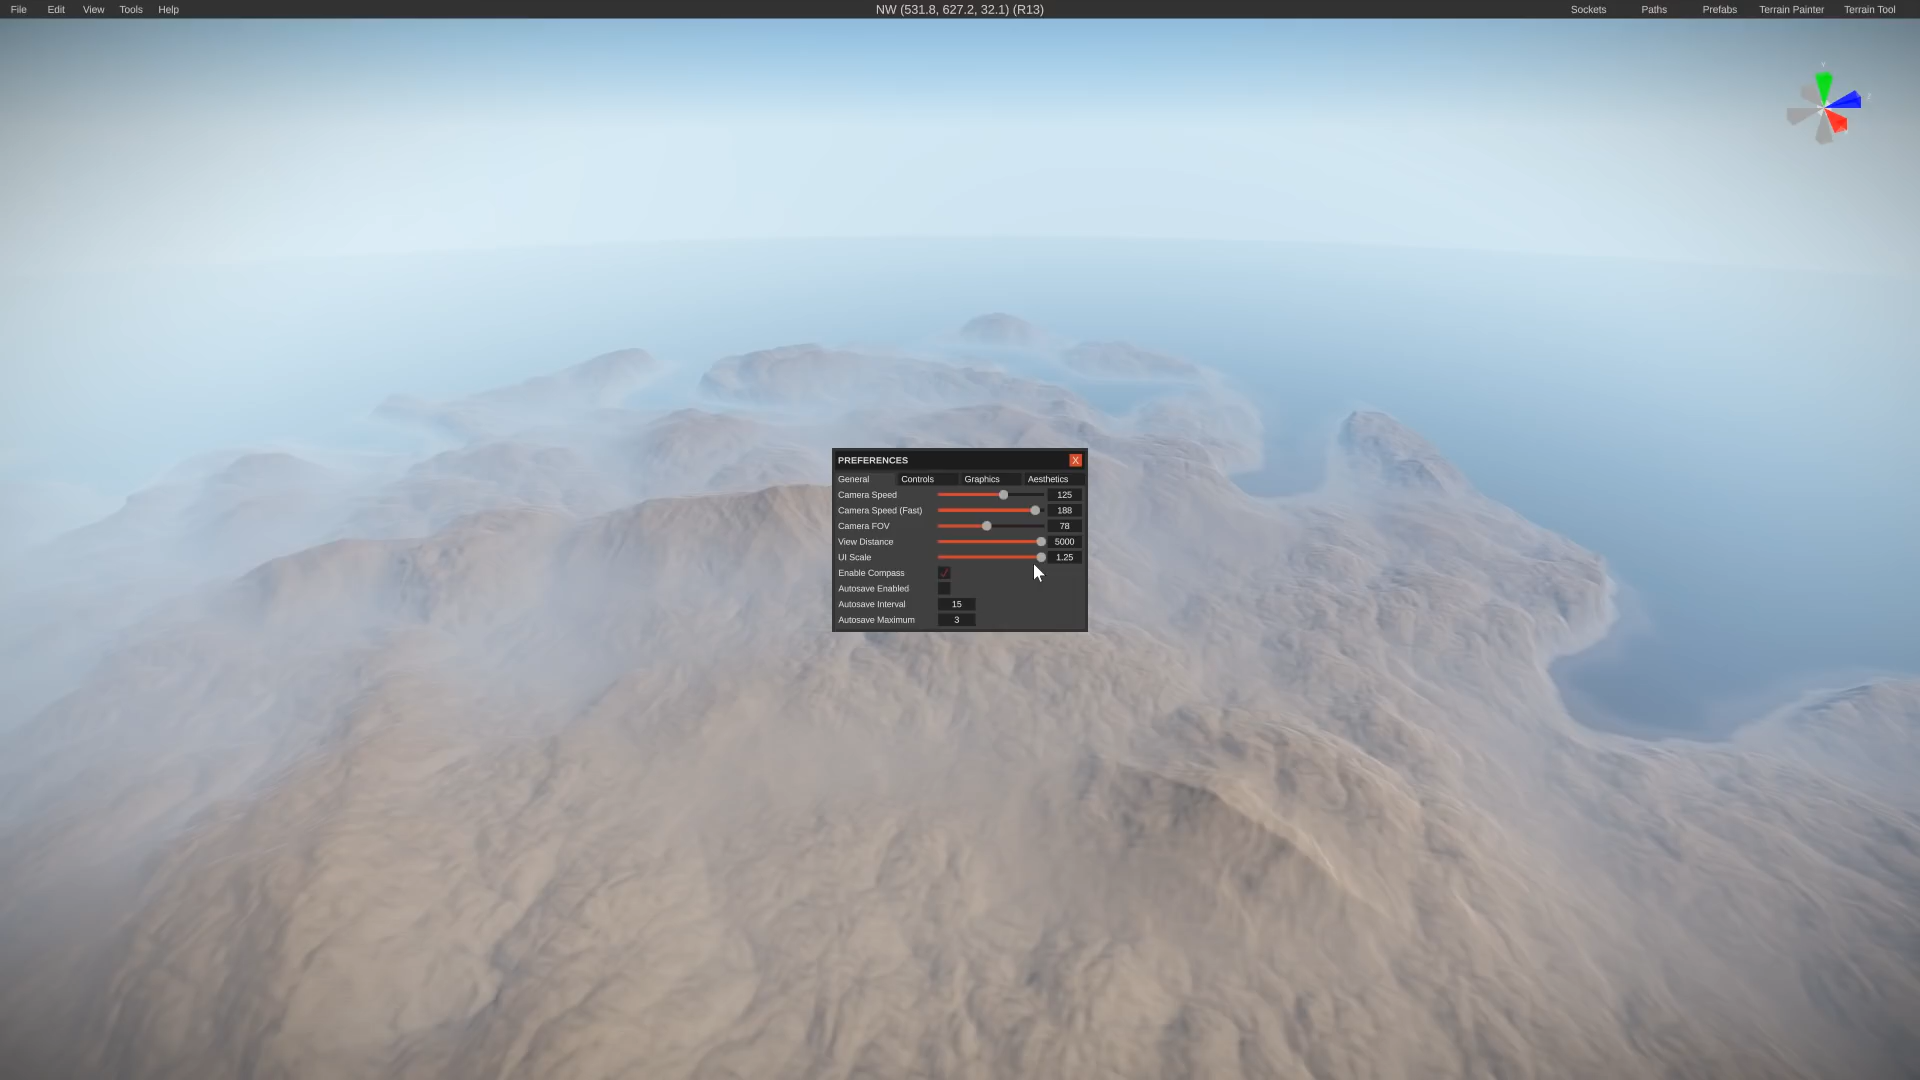 File Edit View Tools Help NW (531.8, 627.2, 32.1) (R13) Sockets Paths Prefabs Terrain Painter Terrain Tool
Y
Z
PREFERENCES X
General Controls Graphics Aesthetics
Camera Speed 125
Camera Speed (Fast) 188
Camera FOV 78
View Distance 5000
UI Scale 1.25
Enable Compass
Autosave Enabled
Autosave Interval 15
Autosave Maximum 3